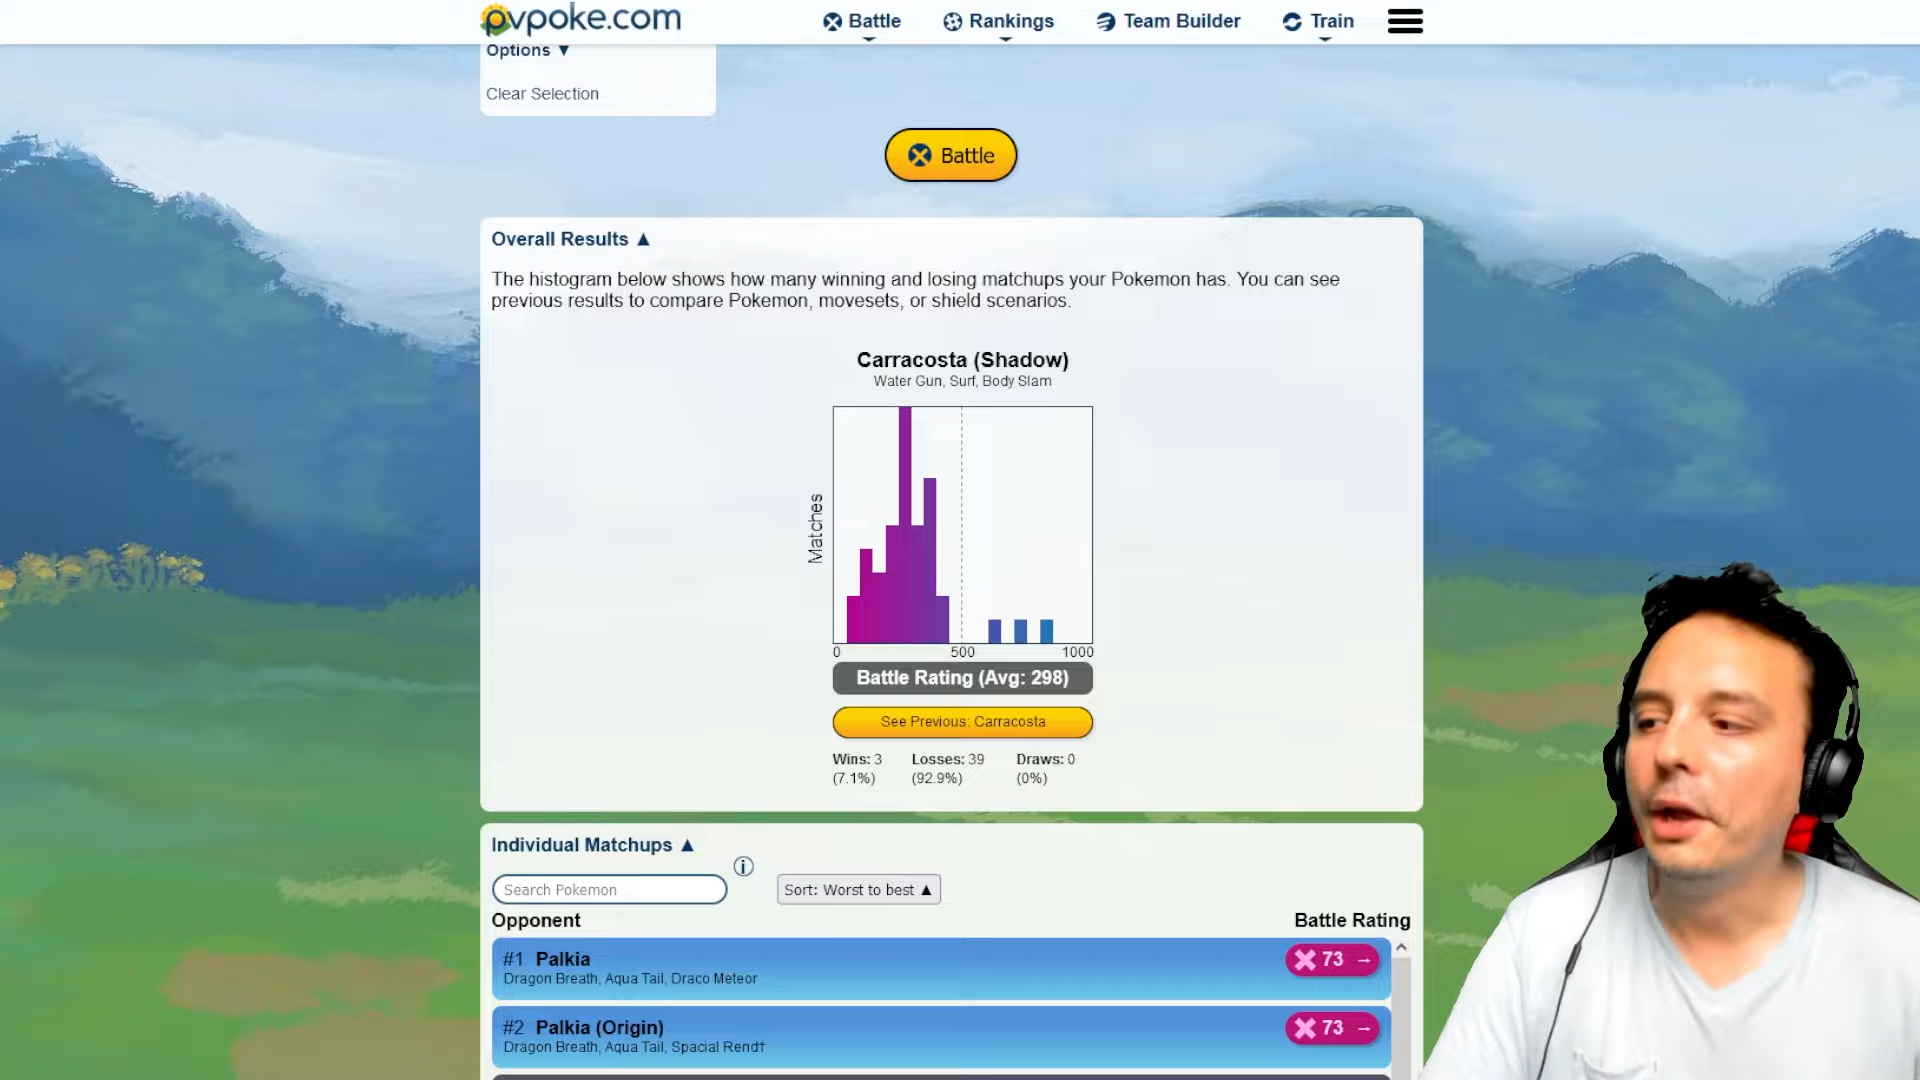 pvpoke.com
Battle
Rankings
Team Builder
Train
Options ▼
Clear Selection
Battle
Overall Results ▲
The histogram below shows how many winning and losing matchups your Pokemon has. You can see
previous results to compare Pokemon, movesets, or shield scenarios.
Carracosta (Shadow)
Water Gun, Surf, Body Slam
Matches
0 500 1000
Battle Rating (Avg: 298)
See Previous: Carracosta
Wins: 3 Losses: 39 Draws: 0
(7.1%) (92.9%) (0%)
Individual Matchups ▲
i
Search Pokemon
Sort: Worst to best ▲
Opponent Battle Rating
#1 Palkia 73 →
Dragon Breath, Aqua Tail, Draco Meteor
#2 Palkia (Origin) 73 →
Dragon Breath, Aqua Tail, Spacial Rend†